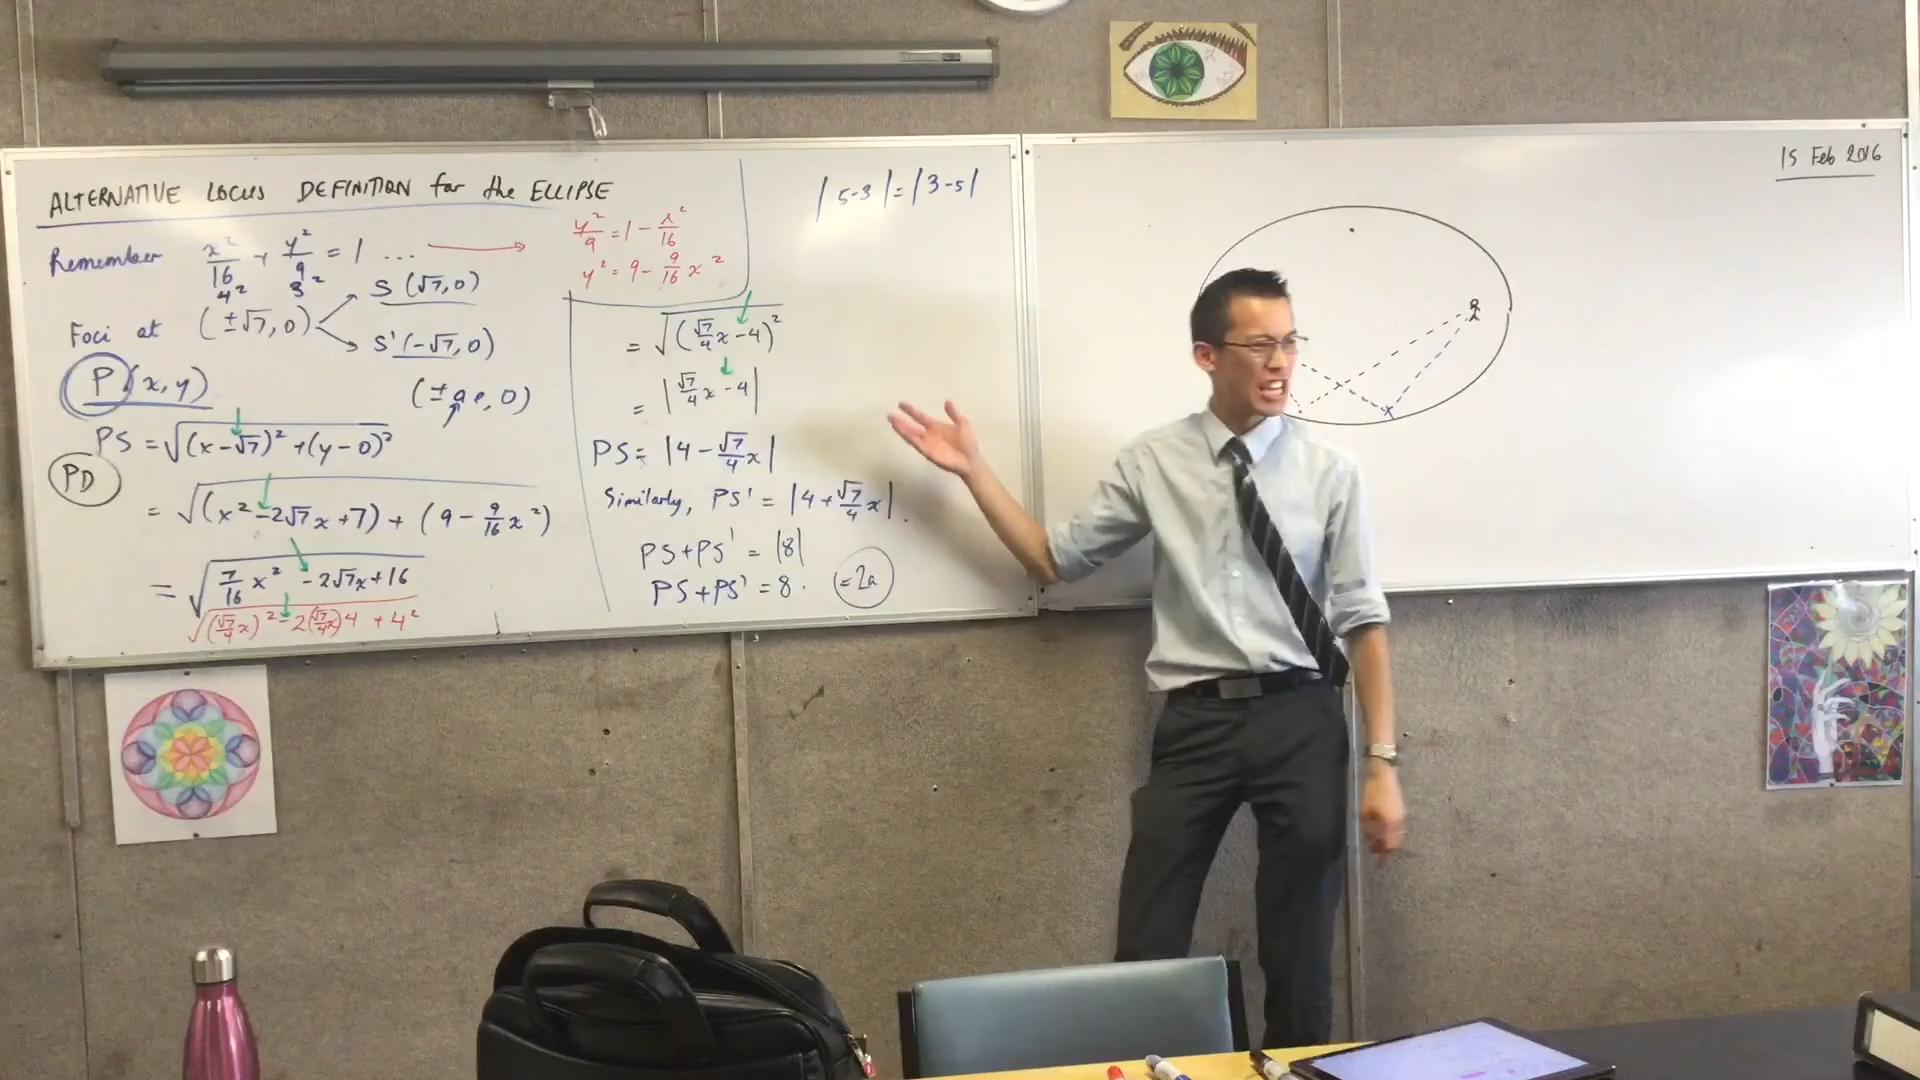 ALTERNATIVE LOCUS DEFINITION for the ELLIPSE
Remember x²/16 + y²/9 = 1 ...
4² 3²
Foci at (±√7, 0)
S (√7, 0)
S' (-√7, 0)
P (x, y)
(±ae, 0)
PS = √((x-√7)² + (y-0)²)
PD
= √((x² - 2√7x + 7) + (9 - 9/16 x²))
= √(7/16 x² - 2√7x + 16)
√((√7/4 x)² - 2(√7/4 x)4 + 4²)
y²/9 = 1 - x²/16
y² = 9 - 9/16 x²
= √((√7/4 x - 4)²)
= |√7/4 x - 4|
PS = |4 - √7/4 x|
Similarly, PS' = |4 + √7/4 x|.
PS + PS' = |8|
PS + PS' = 8. (= 2a)
|5-3| = |3-5|
15 Feb 2016